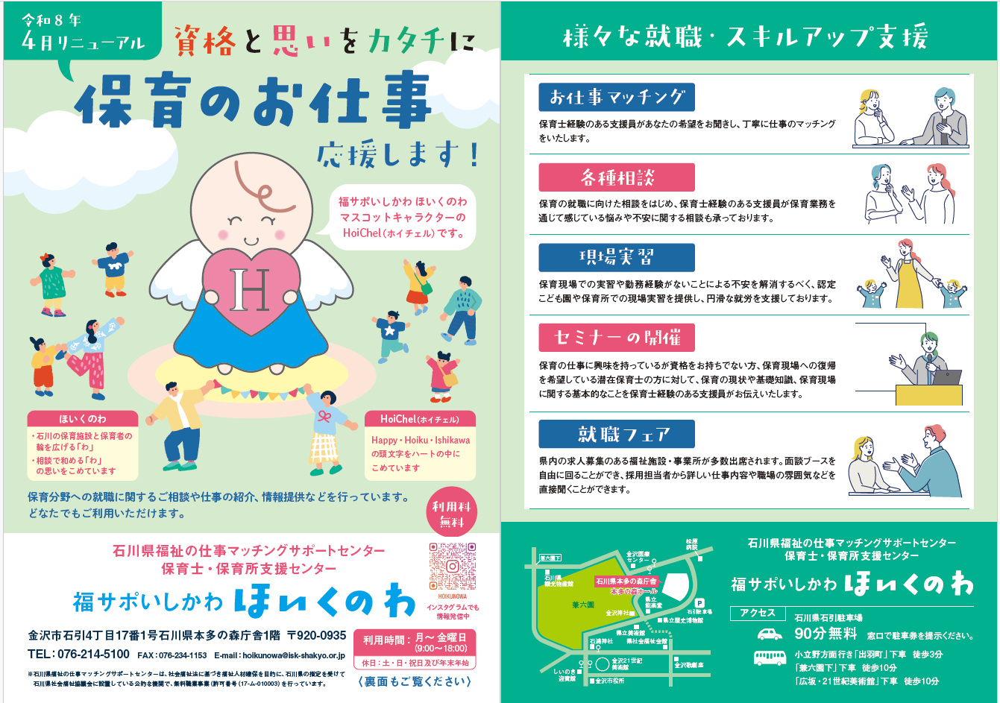 令和8年
4月リニューアル
資格と思いをカタチに
保育のお仕事
応援します！
福サポいしかわ ほいくのわ
マスコットキャラクターの
HoiChel（ホイチェル）です。
H
ほいくのわ
・石川の保育施設と保育者の
輪を広げる「わ」
・相談で和める「わ」
の思いをこめています
HoiChel（ホイチェル）
Happy・Hoiku・Ishikawa
の頭文字をハートの中に
こめています
保育分野への就職に関するご相談や仕事の紹介、情報提供などを行っています。
どなたでもご利用いただけます。
利用料
無料
石川県福祉の仕事マッチングサポートセンター
保育士・保育所支援センター
福サポいしかわ ほいくのわ
HOIKUNOWA
インスタグラムでも
情報発信中
金沢市石引4丁目17番1号石川県本多の森庁舎1階 〒920-0935
TEL：076-214-5100 FAX：076-234-1153 E-mail：hoikunowa@isk-shakyo.or.jp
利用時間：月～金曜日
（9:00～18:00）
休日：土・日・祝日及び年末年始
※石川県福祉の仕事マッチングサポートセンターは、社会福祉法に基づき福祉人材確保を目的に、石川県の指定を受けて
石川県社会福祉協議会に設置している公的な機関で、無料職業事業（許可番号（17-ム-010003）を行っています。
〈裏面もご覧ください〉
様々な就職・スキルアップ支援
お仕事マッチング
保育士経験のある支援員があなたの希望をお聞きし、丁寧に仕事のマッチング
をいたします。
各種相談
保育の就職に向けた相談をはじめ、保育士経験のある支援員が保育業務を
通じて感じている悩みや不安に関する相談も承っております。
現場実習
保育現場での実習や勤務経験がないことによる不安を解消するべく、認定
こども園や保育所での現場実習を提供し、円滑な就労を支援しております。
セミナーの開催
保育の仕事に興味を持っているが資格をお持ちでない方、保育現場への復帰
を希望している潜在保育士の方に対して、保育の現状や基礎知識、保育現場
に関する基本的なことを保育士経験のある支援員がお伝えいたします。
就職フェア
県内の求人募集のある福祉施設・事業所が多数出席されます。面談ブースを
自由に回ることができ、採用担当者から詳しい仕事内容や職場の雰囲気などを
直接聞くことができます。
松原
病院
兼六園下
金沢医療
センター
石川県
観光物産館
石川県本多の森庁舎
本多の森ホール
兼六園
県立
能楽堂
P
石引駐車場
金沢神社
県立歴史博物館
県立美術館
石浦神社
県社会福祉会館
金沢21世紀
美術館
金沢歌劇座
しいのき
迎賓館
金沢市役所
石川県福祉の仕事マッチングサポートセンター
保育士・保育所支援センター
福サポいしかわ ほいくのわ
アクセス
石川県石引駐車場
90分無料 窓口で駐車券を提示ください。
小立野方面行き「出羽町」下車 徒歩3分
「兼六園下」下車 徒歩10分
「広坂・21世紀美術館」下車 徒歩10分